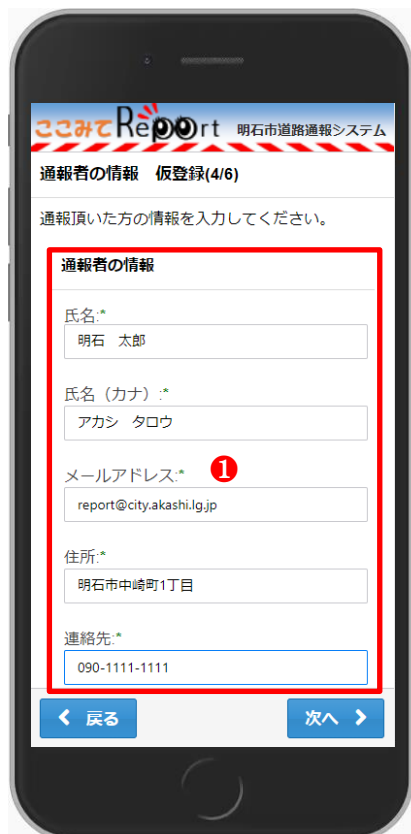 ここみてReport 明石市道路通報システム
通報者の情報　仮登録(4/6)
通報頂いた方の情報を入力してください。
通報者の情報
氏名:*
明石　太郎
氏名（カナ）:*
アカシ　タロウ
メールアドレス:*
❶
report@city.akashi.lg.jp
住所:*
明石市中崎町1丁目
連絡先:*
090-1111-1111
戻る
次へ